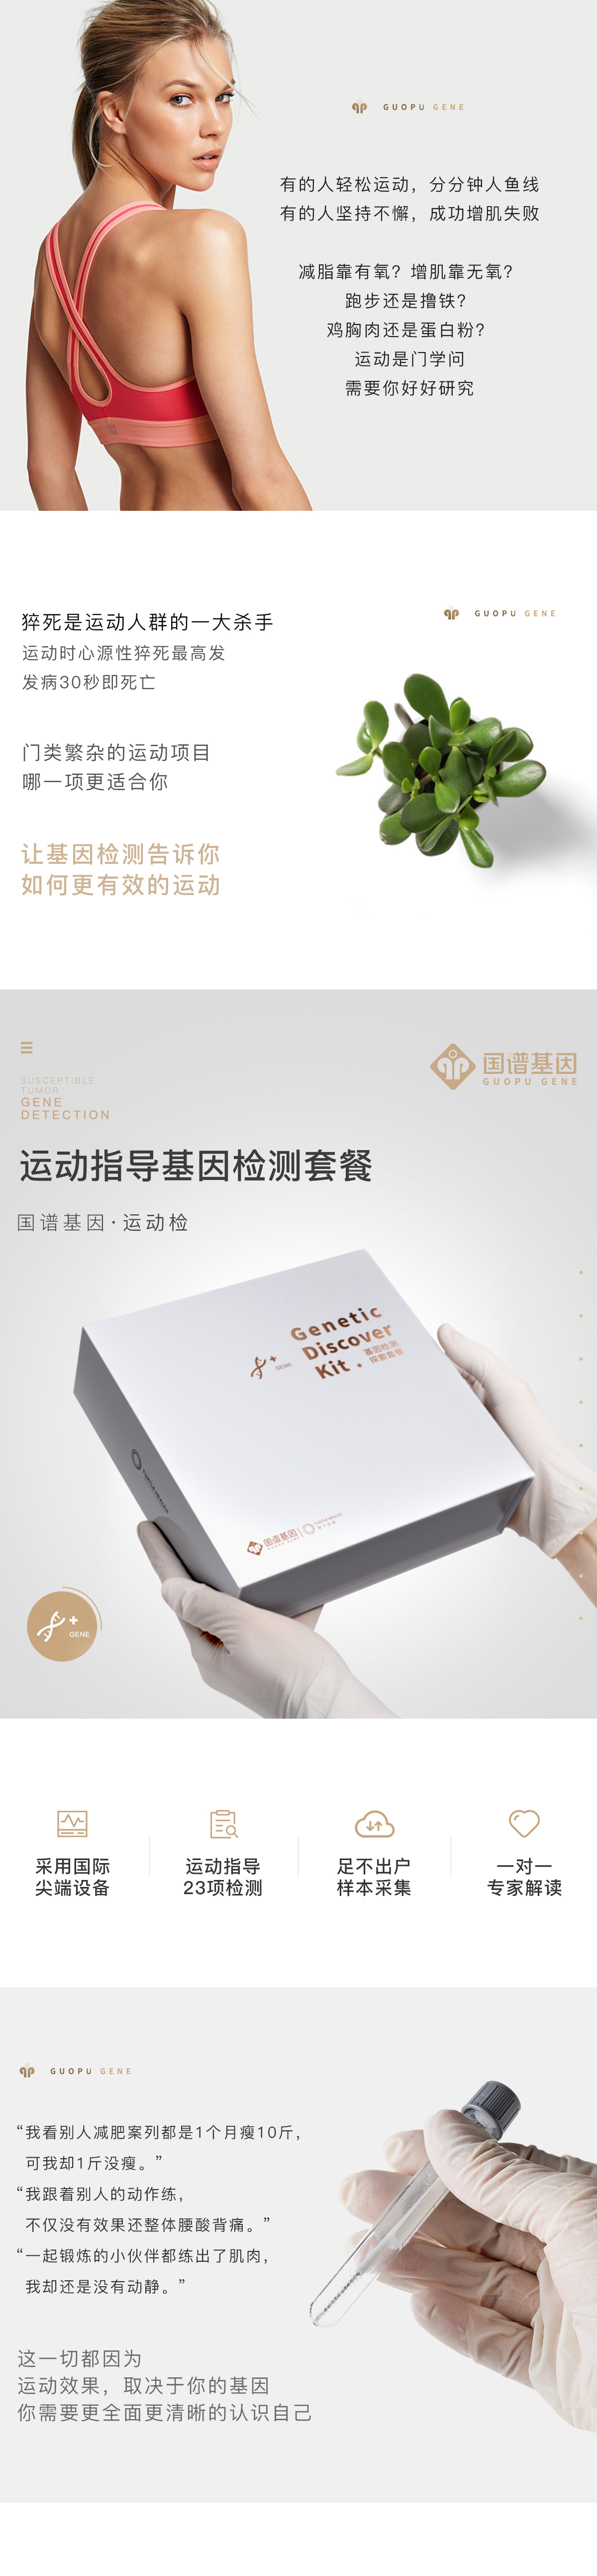 GUOPU GENE
有的人轻松运动，分分钟人鱼线
有的人坚持不懈，成功增肌失败
减脂靠有氧？增肌靠无氧？
跑步还是撸铁？
鸡胸肉还是蛋白粉？
运动是门学问
需要你好好研究
GUOPU GENE
猝死是运动人群的一大杀手
运动时心源性猝死最高发
发病30秒即死亡
门类繁杂的运动项目
哪一项更适合你
让基因检测告诉你
如何更有效的运动
国谱基因
GUOPU GENE
SUSCEPTIBLE
TUMOR
GENE
DETECTION
运动指导基因检测套餐
国谱基因·运动检
Genetic
Discover
Kit .
基因检测
探索套餐
GENE
国谱基因
GUOPU GENE
GENE
采用国际
尖端设备
运动指导
23项检测
足不出户
样本采集
一对一
专家解读
GUOPU GENE
“我看别人减肥案列都是1个月瘦10斤，
可我却1斤没瘦。”
“我跟着别人的动作练，
不仅没有效果还整体腰酸背痛。”
“一起锻炼的小伙伴都练出了肌肉，
我却还是没有动静。”
这一切都因为
运动效果，取决于你的基因
你需要更全面更清晰的认识自己